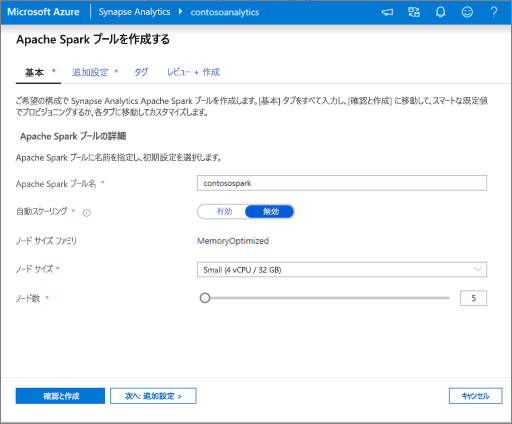 Microsoft Azure Synapse Analytics contosoanalytics
Apache Spark プールを作成する
基本 * 追加設定 * タグ レビュー + 作成
ご希望の構成で Synapse Analytics Apache Spark プールを作成します。[基本] タブをすべて入力し、[確認と作成] に移動して、スマートな既定値
でプロビジョニングするか、各タブに移動してカスタマイズします。
Apache Spark プールの詳細
Apache Spark プールに名前を指定し、初期設定を選択します。
Apache Spark プール名 * contosospark
自動スケーリング * 有効 無効
ノード サイズ ファミリ MemoryOptimized
ノード サイズ * Small (4 vCPU / 32 GB)
ノード数 * 5
確認と作成 次へ: 追加設定 > キャンセル